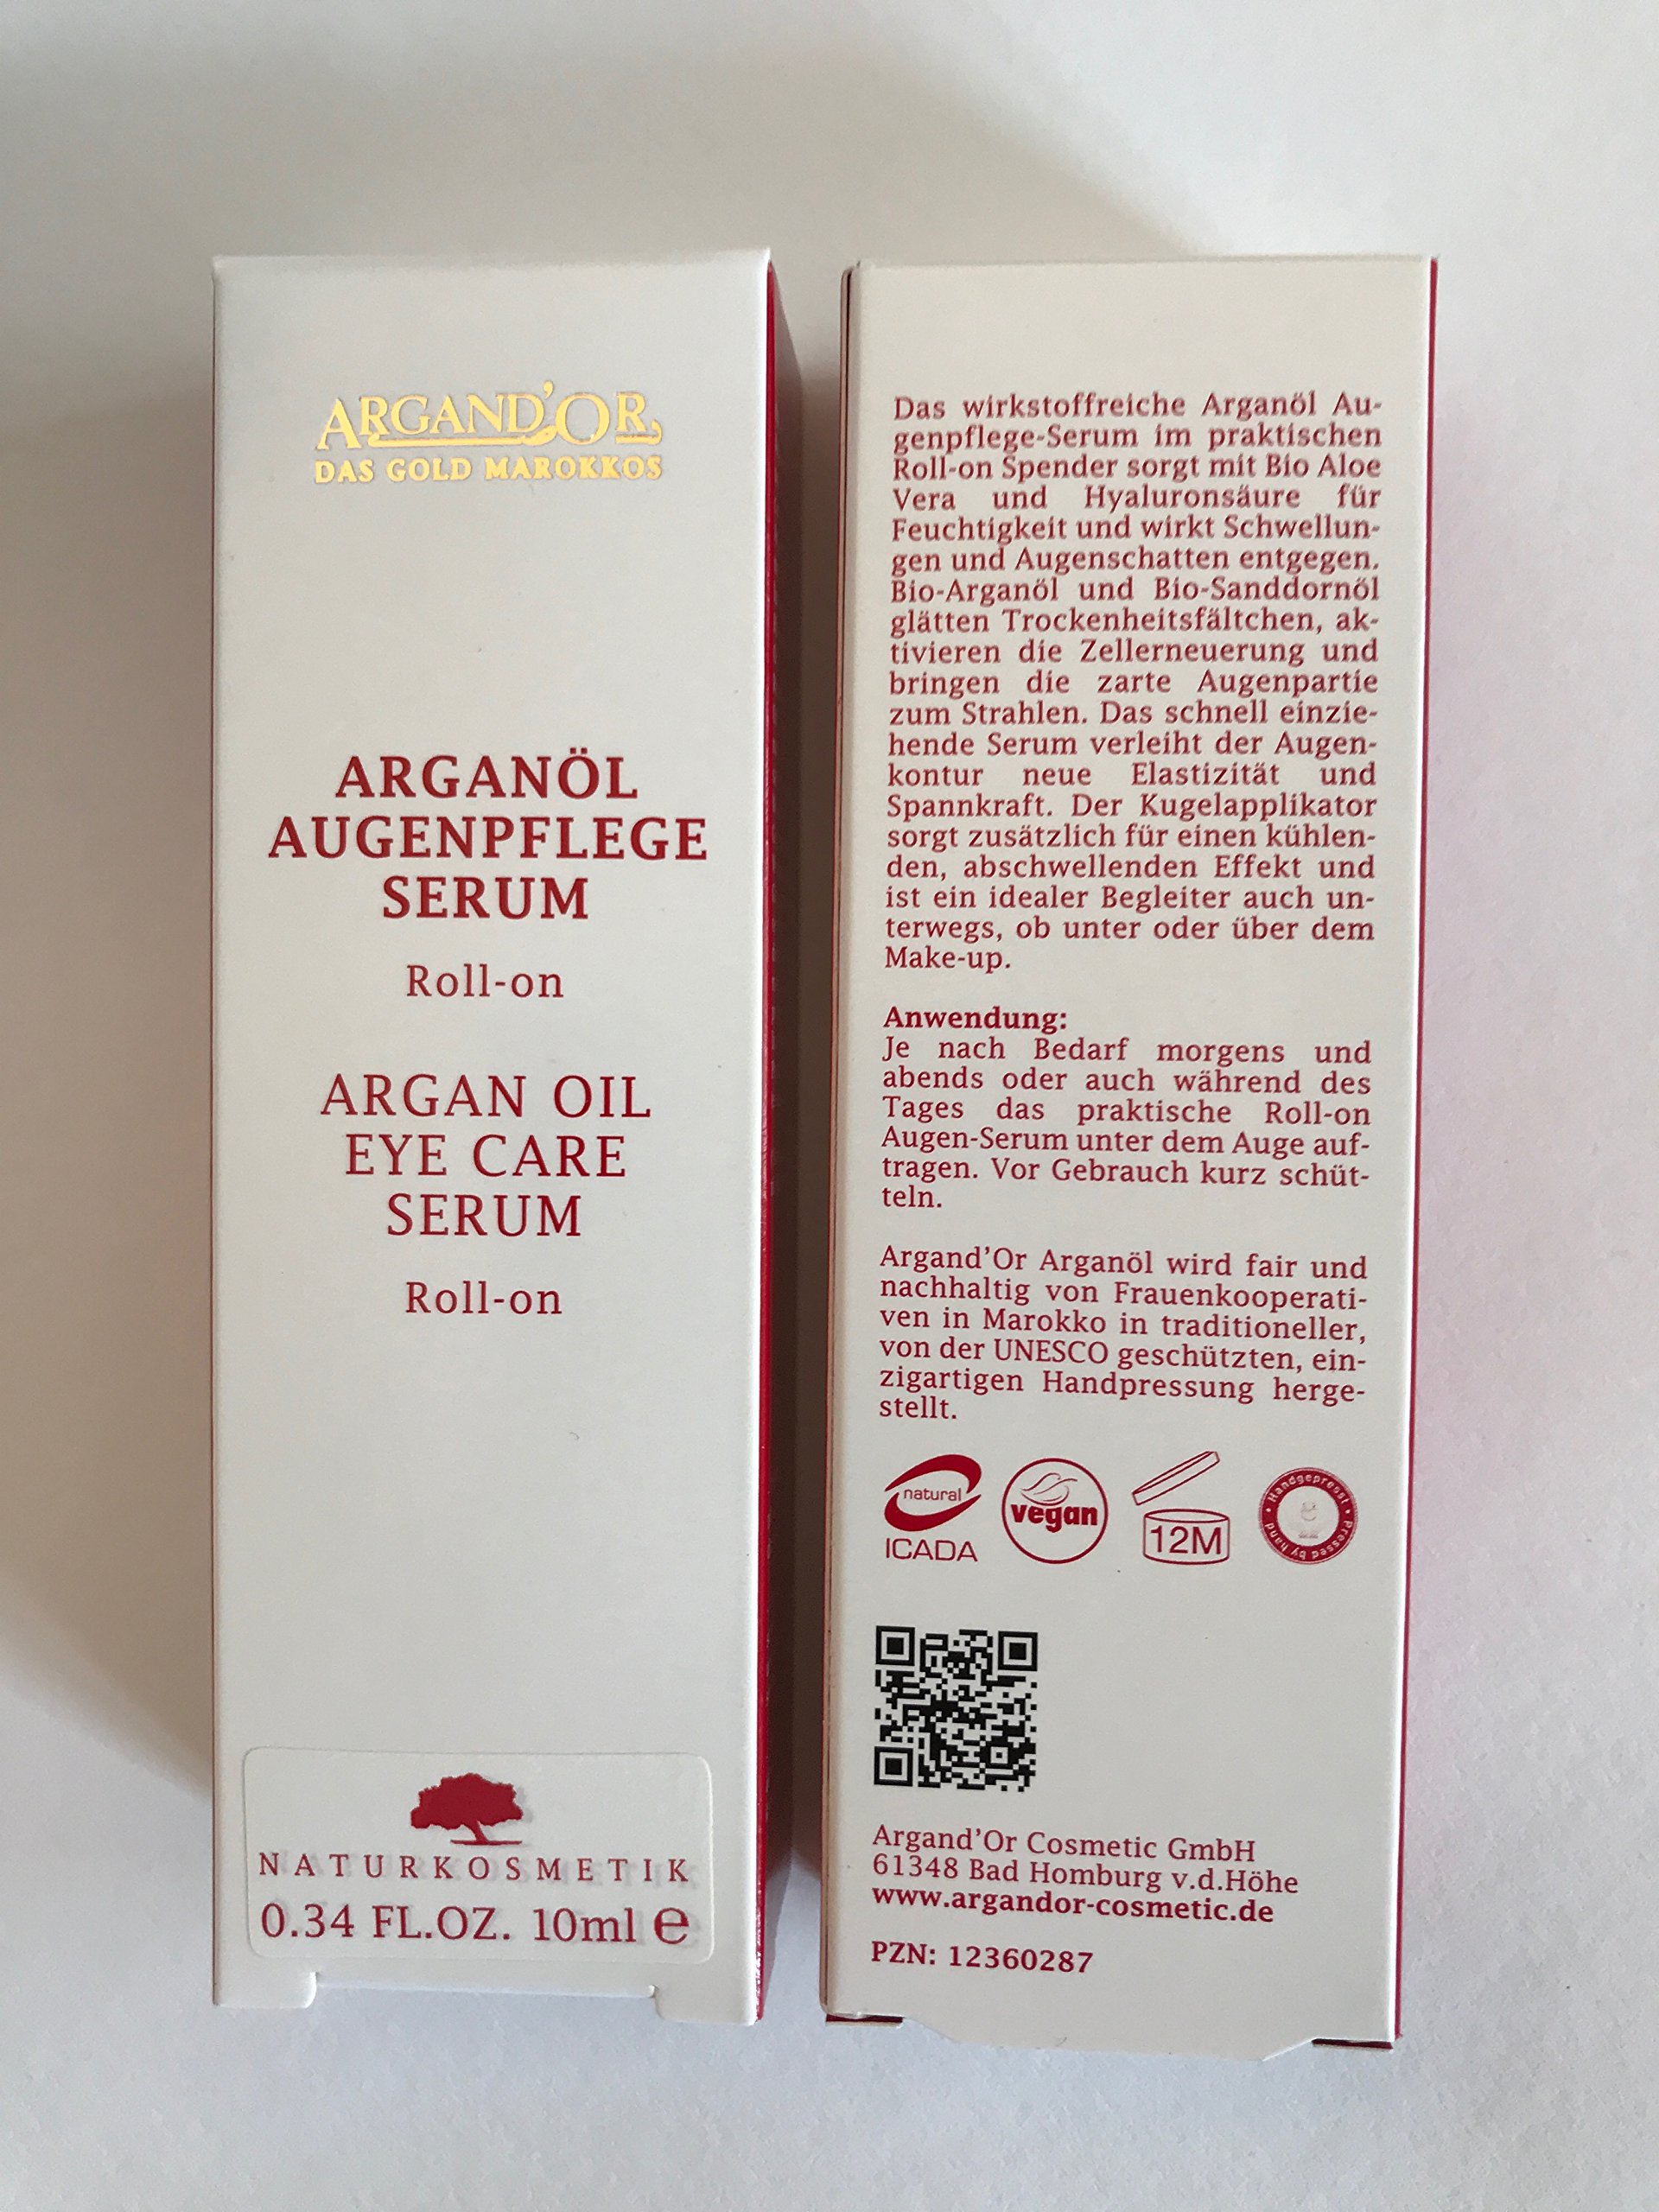 ARGAND'OR
DAS GOLD MAROKKOS
ARGANÖL
AUGENPFLEGE
SERUM
Roll-on
ARGAN OIL
EYE CARE
SERUM
Roll-on
NATURKOSMETIK
0.34 FL.OZ. 10ml e
Das wirkstoffreiche Arganöl Au-
genpflege-Serum im praktischen
Roll-on Spender sorgt mit Bio Aloe
Vera und Hyaluronsäure für
Feuchtigkeit und wirkt Schwellun-
gen und Augenschatten entgegen.
Bio-Arganöl und Bio-Sanddornöl
glätten Trockenheitsfältchen, ak-
tivieren die Zellerneuerung und
bringen die zarte Augenpartie
zum Strahlen. Das schnell einzie-
hende Serum verleiht der Augen-
kontur neue Elastizität und
Spannkraft. Der Kugelapplikator
sorgt zusätzlich für einen kühlen-
den, abschwellenden Effekt und
ist ein idealer Begleiter auch un-
terwegs, ob unter oder über dem
Make-up.
Anwendung:
Je nach Bedarf morgens und
abends oder auch während des
Tages das praktische Roll-on
Augen-Serum unter dem Auge auf-
tragen. Vor Gebrauch kurz schüt-
teln.
Argand'Or Arganöl wird fair und
nachhaltig von Frauenkooperati-
ven in Marokko in traditioneller,
von der UNESCO geschützten, ein-
zigartigen Handpressung herge-
stellt.
natural
ICADA
vegan
12M
Handgepresst • Pressed by hand •
Argand'Or Cosmetic GmbH
61348 Bad Homburg v.d.Höhe
www.argandor-cosmetic.de
PZN: 12360287